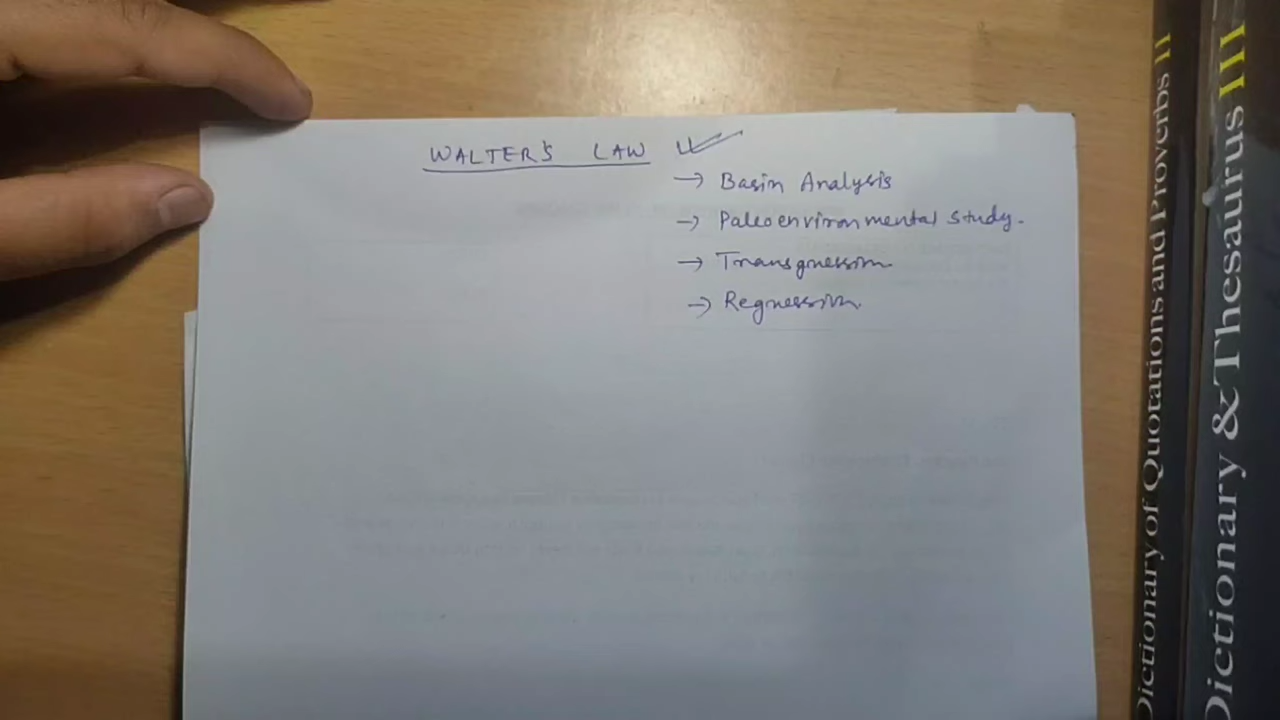 WALTER'S LAW
→ Basin Analysis
→ Paleoenvironmental Study.
→ Transgression
→ Regression
Dictionary of Quotations and Proverbs II
Dictionary & Thesaurus III